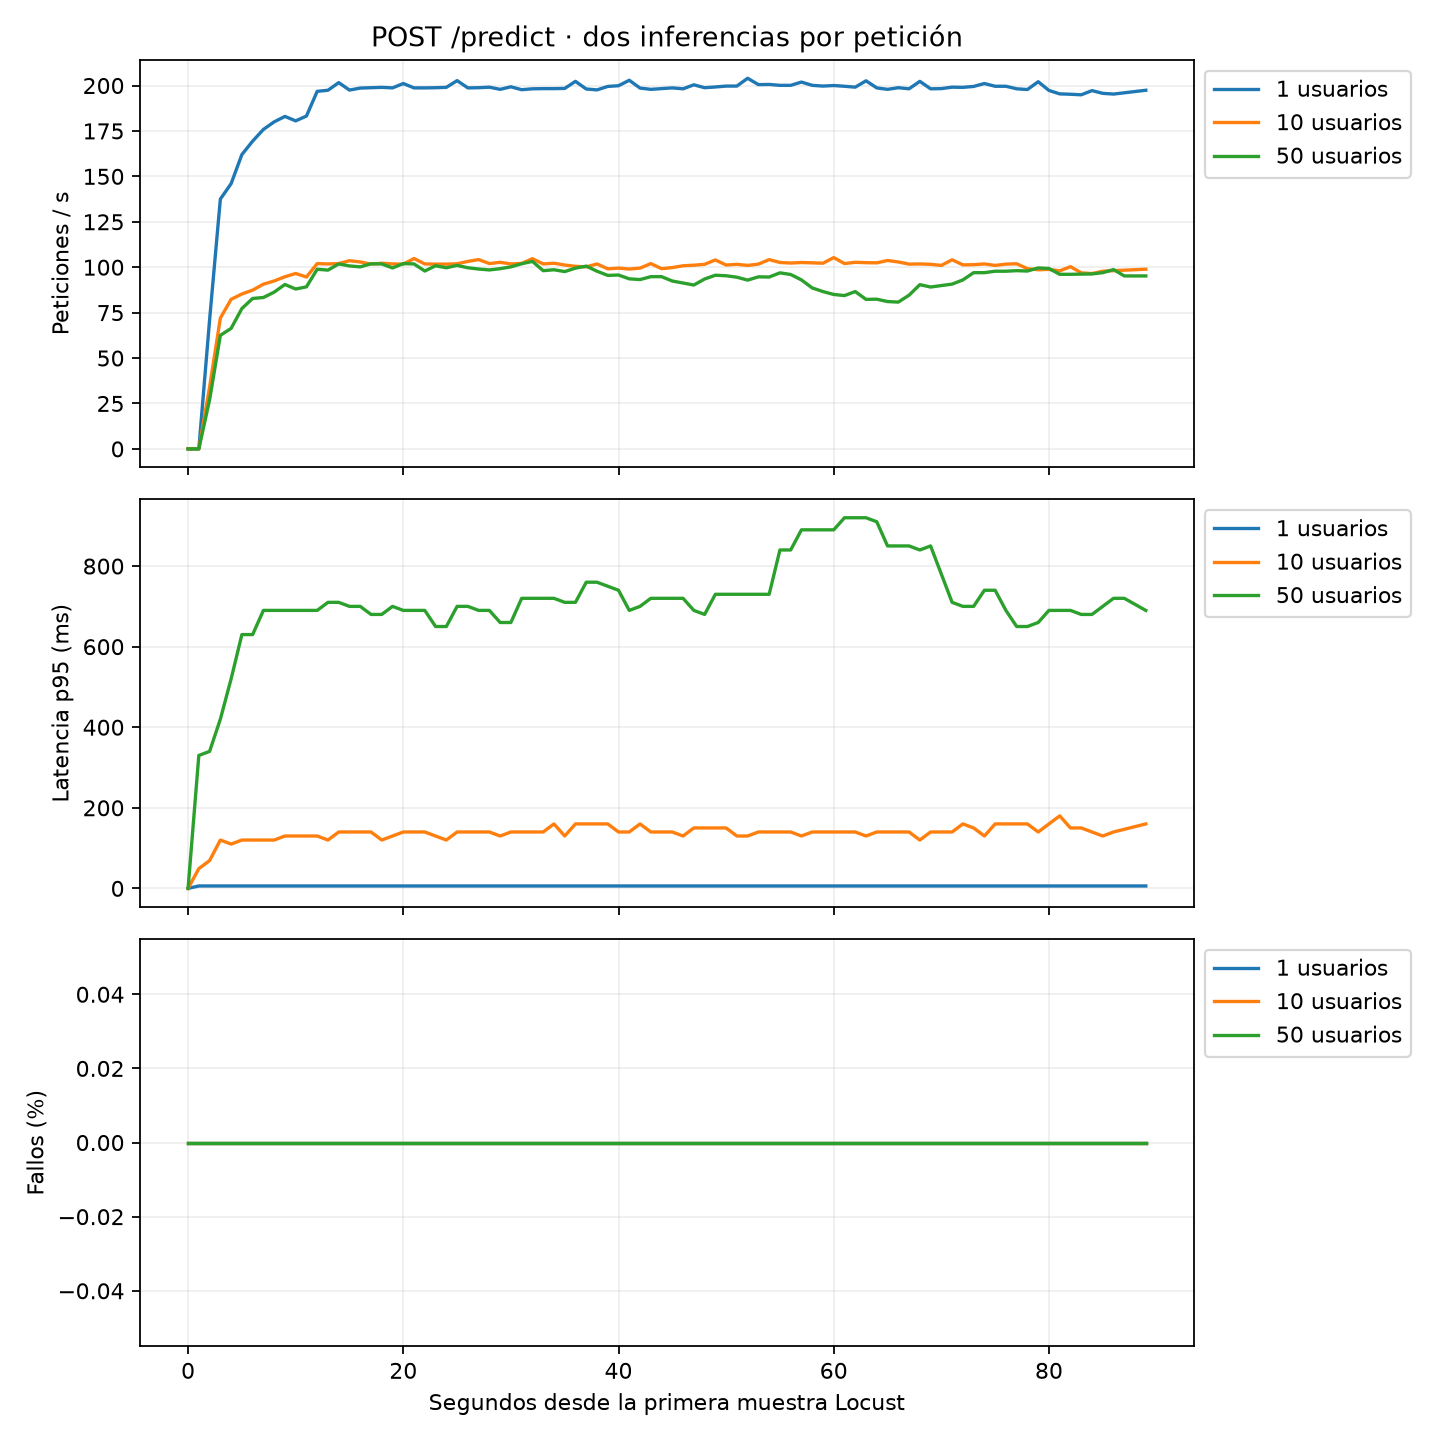 POST /predict · dos inferencias por petición
200
175
150
125
100
75
50
25
0
Peticiones / s
1 usuarios
10 usuarios
50 usuarios
800
600
400
200
0
Latencia p95 (ms)
1 usuarios
10 usuarios
50 usuarios
0.04
0.02
0.00
−0.02
−0.04
Fallos (%)
1 usuarios
10 usuarios
50 usuarios
0 20 40 60 80
Segundos desde la primera muestra Locust